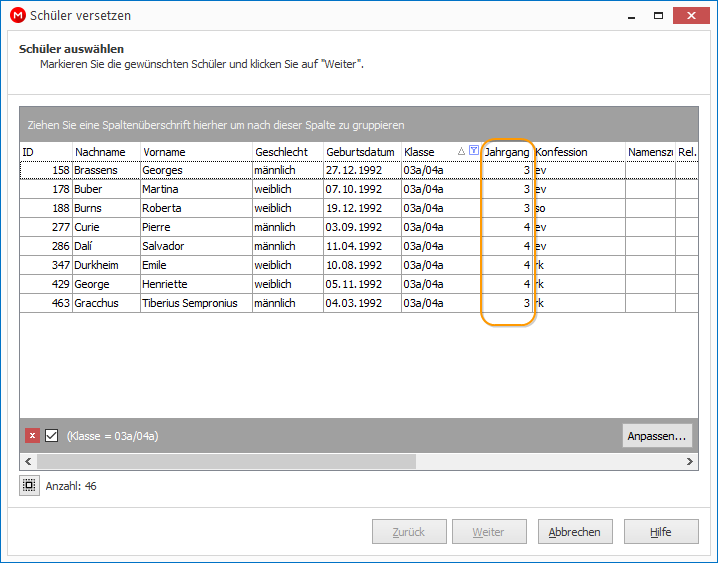 M Schüler versetzen
Schüler auswählen
Markieren Sie die gewünschten Schüler und klicken Sie auf "Weiter".
Ziehen Sie eine Spaltenüberschrift hierher um nach dieser Spalte zu gruppieren
ID Nachname Vorname Geschlecht Geburtsdatum Klasse Jahrgang Konfession Namenszu Rel.
158 Brassens Georges männlich 27.12.1992 03a/04a 3 ev
178 Buber Martina weiblich 07.10.1992 03a/04a 3 ev
188 Burns Roberta weiblich 19.12.1992 03a/04a 3 so
277 Curie Pierre männlich 03.09.1992 03a/04a 4 ev
286 Dalí Salvador männlich 11.04.1992 03a/04a 4 ev
347 Durkheim Emile weiblich 10.08.1992 03a/04a 4 rk
429 George Henriette weiblich 05.11.1992 03a/04a 4 rk
463 Gracchus Tiberius Sempronius männlich 04.03.1992 03a/04a 3 rk
(Klasse = 03a/04a) Anpassen...
Anzahl: 46
Zurück Weiter Abbrechen Hilfe